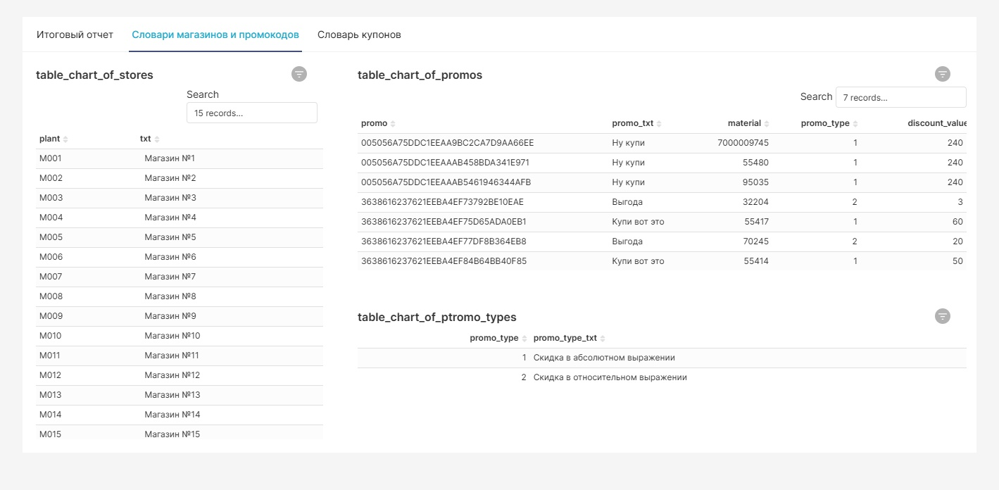 Итоговый отчет Словари магазинов и промокодов Словарь купонов
table_chart_of_stores
Search
15 records...
plant txt
M001 Магазин №1
M002 Магазин №2
M003 Магазин №3
M004 Магазин №4
M005 Магазин №5
M006 Магазин №6
M007 Магазин №7
M008 Магазин №8
M009 Магазин №9
M010 Магазин №10
M011 Магазин №11
M012 Магазин №12
M013 Магазин №13
M014 Магазин №14
M015 Магазин №15
table_chart_of_promos
Search 7 records...
promo promo_txt material promo_type discount_value
005056A75DDC1EEAA9BC2CA7D9AA66EE Ну купи 7000009745 1 240
005056A75DDC1EEAAAB458BDA341E971 Ну купи 55480 1 240
005056A75DDC1EEAAAB5461946344AFB Ну купи 95035 1 240
3638616237621EEBA4EF73792BE10EAE Выгода 32204 2 3
3638616237621EEBA4EF75D65ADA0EB1 Купи вот это 55417 1 60
3638616237621EEBA4EF77DF8B364EB8 Выгода 70245 2 20
3638616237621EEBA4EF84B64BB40F85 Купи вот это 55414 1 50
table_chart_of_ptromo_types
promo_type promo_type_txt
1 Скидка в абсолютном выражении
2 Скидка в относительном выражении